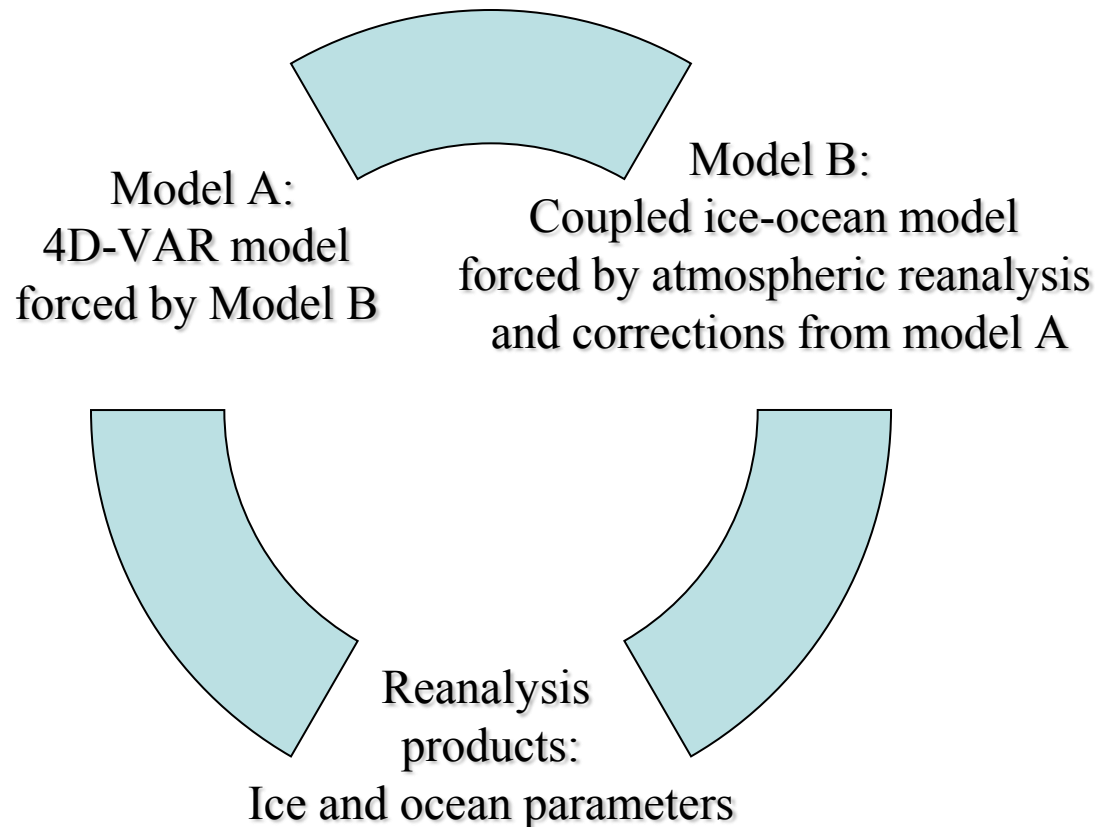 Model A:
4D-VAR model
forced by Model B
Model B:
Coupled ice-ocean model
forced by atmospheric reanalysis
and corrections from model A
Reanalysis
products:
Ice and ocean parameters